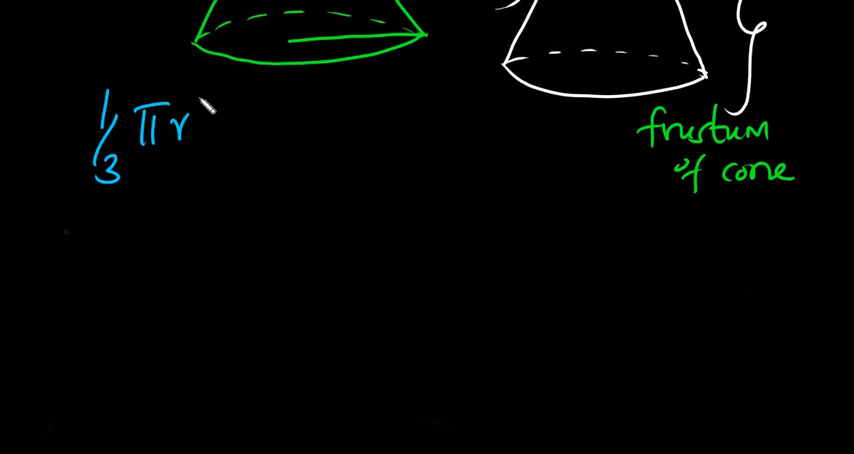 1/3 πr
frustum
of cone